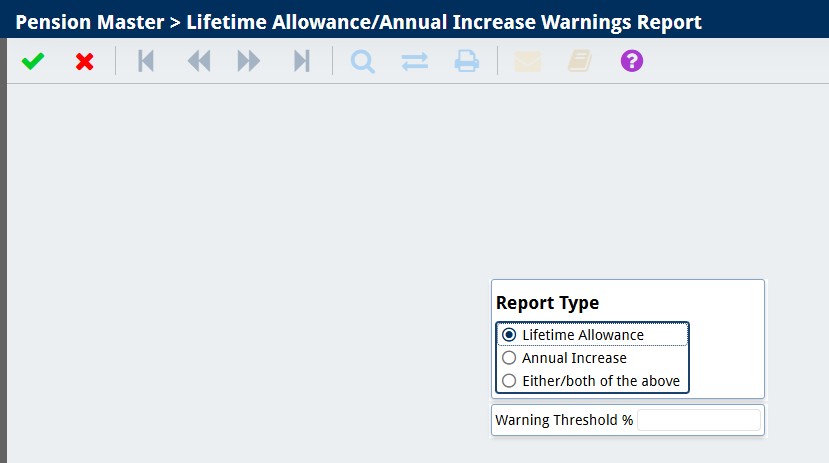 Pension Master > Lifetime Allowance/Annual Increase Warnings Report
?
Report Type
Lifetime Allowance
Annual Increase
Either/both of the above
Warning Threshold %